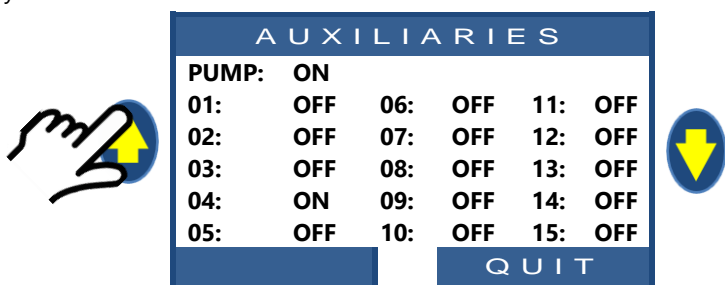 AUXILIARIES
PUMP: ON
01: OFF 06: OFF 11: OFF
02: OFF 07: OFF 12: OFF
03: OFF 08: OFF 13: OFF
04: ON 09: OFF 14: OFF
05: OFF 10: OFF 15: OFF
QUIT